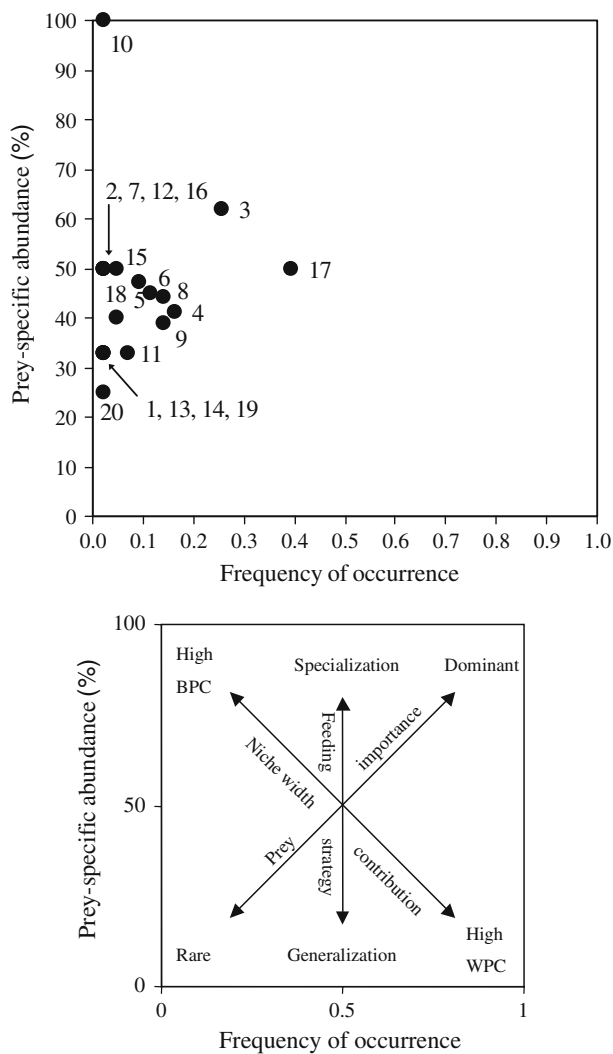 Prey-specific abundance (%)
100
90
80
70
60
50
40
30
20
10
0
10
2, 7, 12, 16
3
15
17
6
18
5
8
4
9
11
20
1, 13, 14, 19
0.0 0.1 0.2 0.3 0.4 0.5 0.6 0.7 0.8 0.9 1.0
Frequency of occurrence
Prey-specific abundance (%)
100
50
0
High
BPC
Specialization
Dominant
Feeding
importance
Niche width
Prey
strategy
contribution
Rare
Generalization
High
WPC
0 0.5 1
Frequency of occurrence